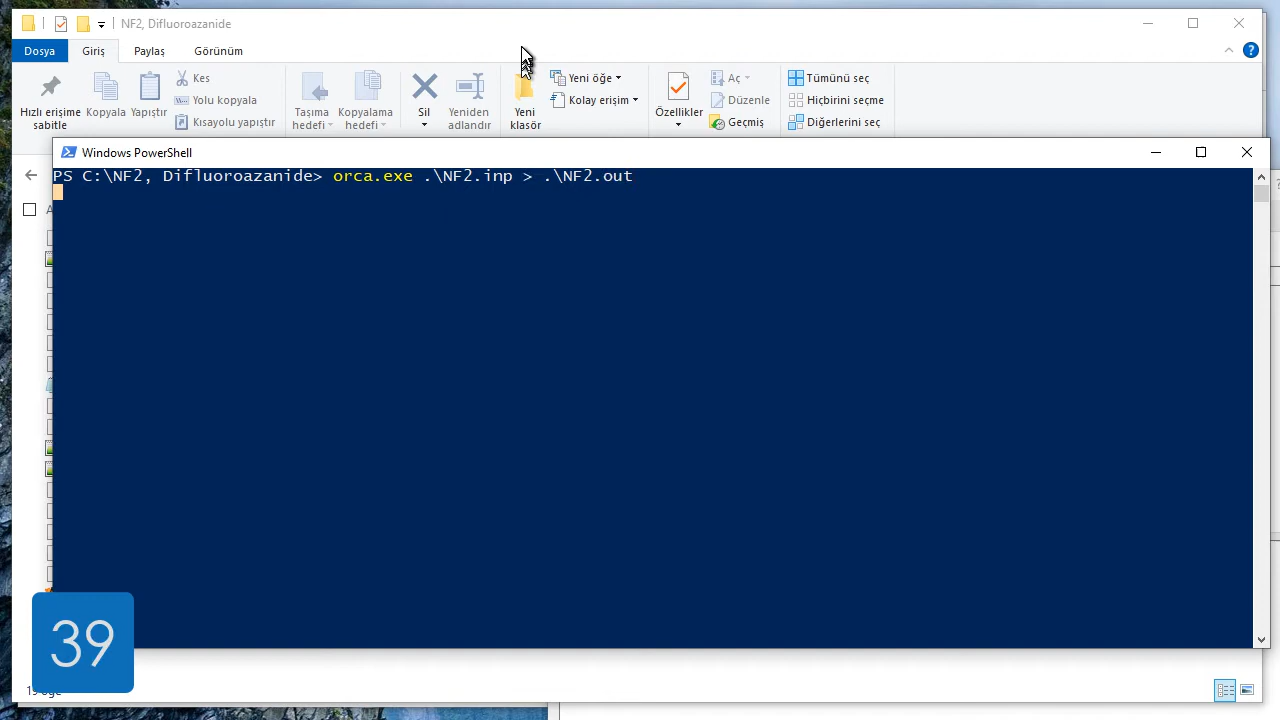 NF2, Difluoroazanide
Dosya Giriş Paylaş Görünüm
Hızlı erişime sabitle
Kopyala
Yapıştır
Kes
Yolu kopyala
Kısayolu yapıştır
Taşıma hedefi
Kopyalama hedefi
Sil
Yeniden adlandır
Yeni klasör
Yeni öğe
Kolay erişim
Özellikler
Aç
Düzenle
Geçmiş
Tümünü seç
Hiçbirini seçme
Diğerlerini seç
Windows PowerShell
PS C:\NF2, Difluoroazanide> orca.exe .\NF2.inp > .\NF2.out
39